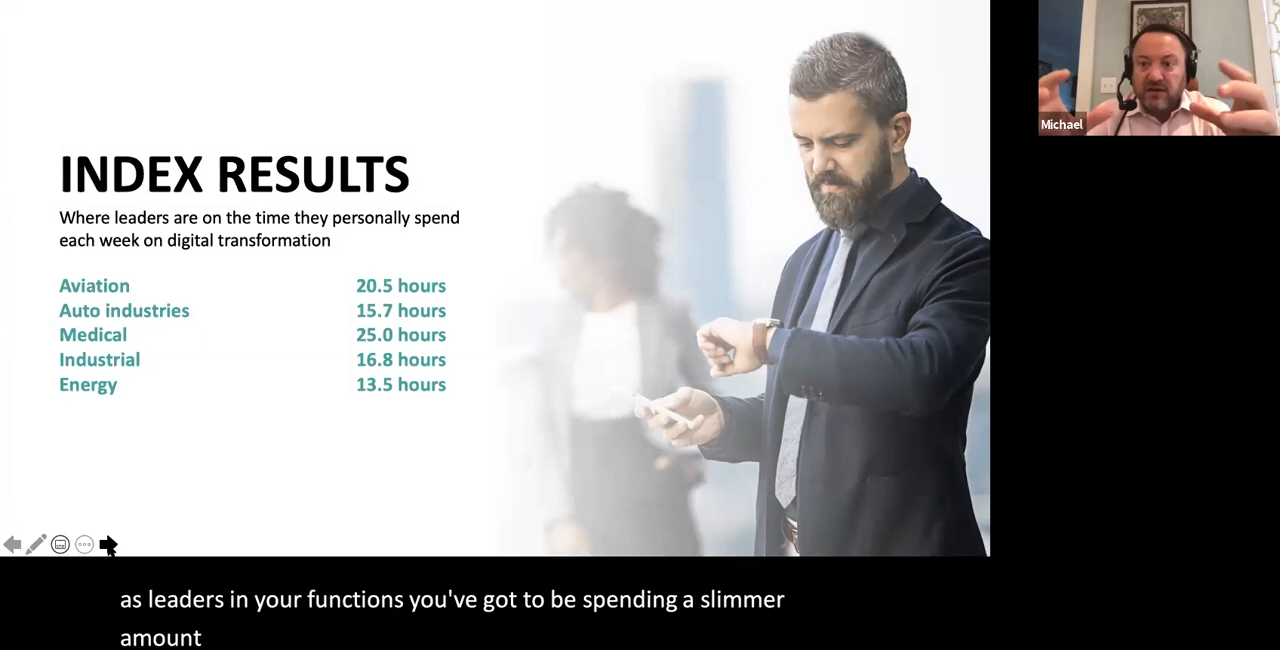 INDEX RESULTS
Where leaders are on the time they personally spend
each week on digital transformation
Aviation 20.5 hours
Auto industries 15.7 hours
Medical 25.0 hours
Industrial 16.8 hours
Energy 13.5 hours
Michael
as leaders in your functions you've got to be spending a slimmer
amount